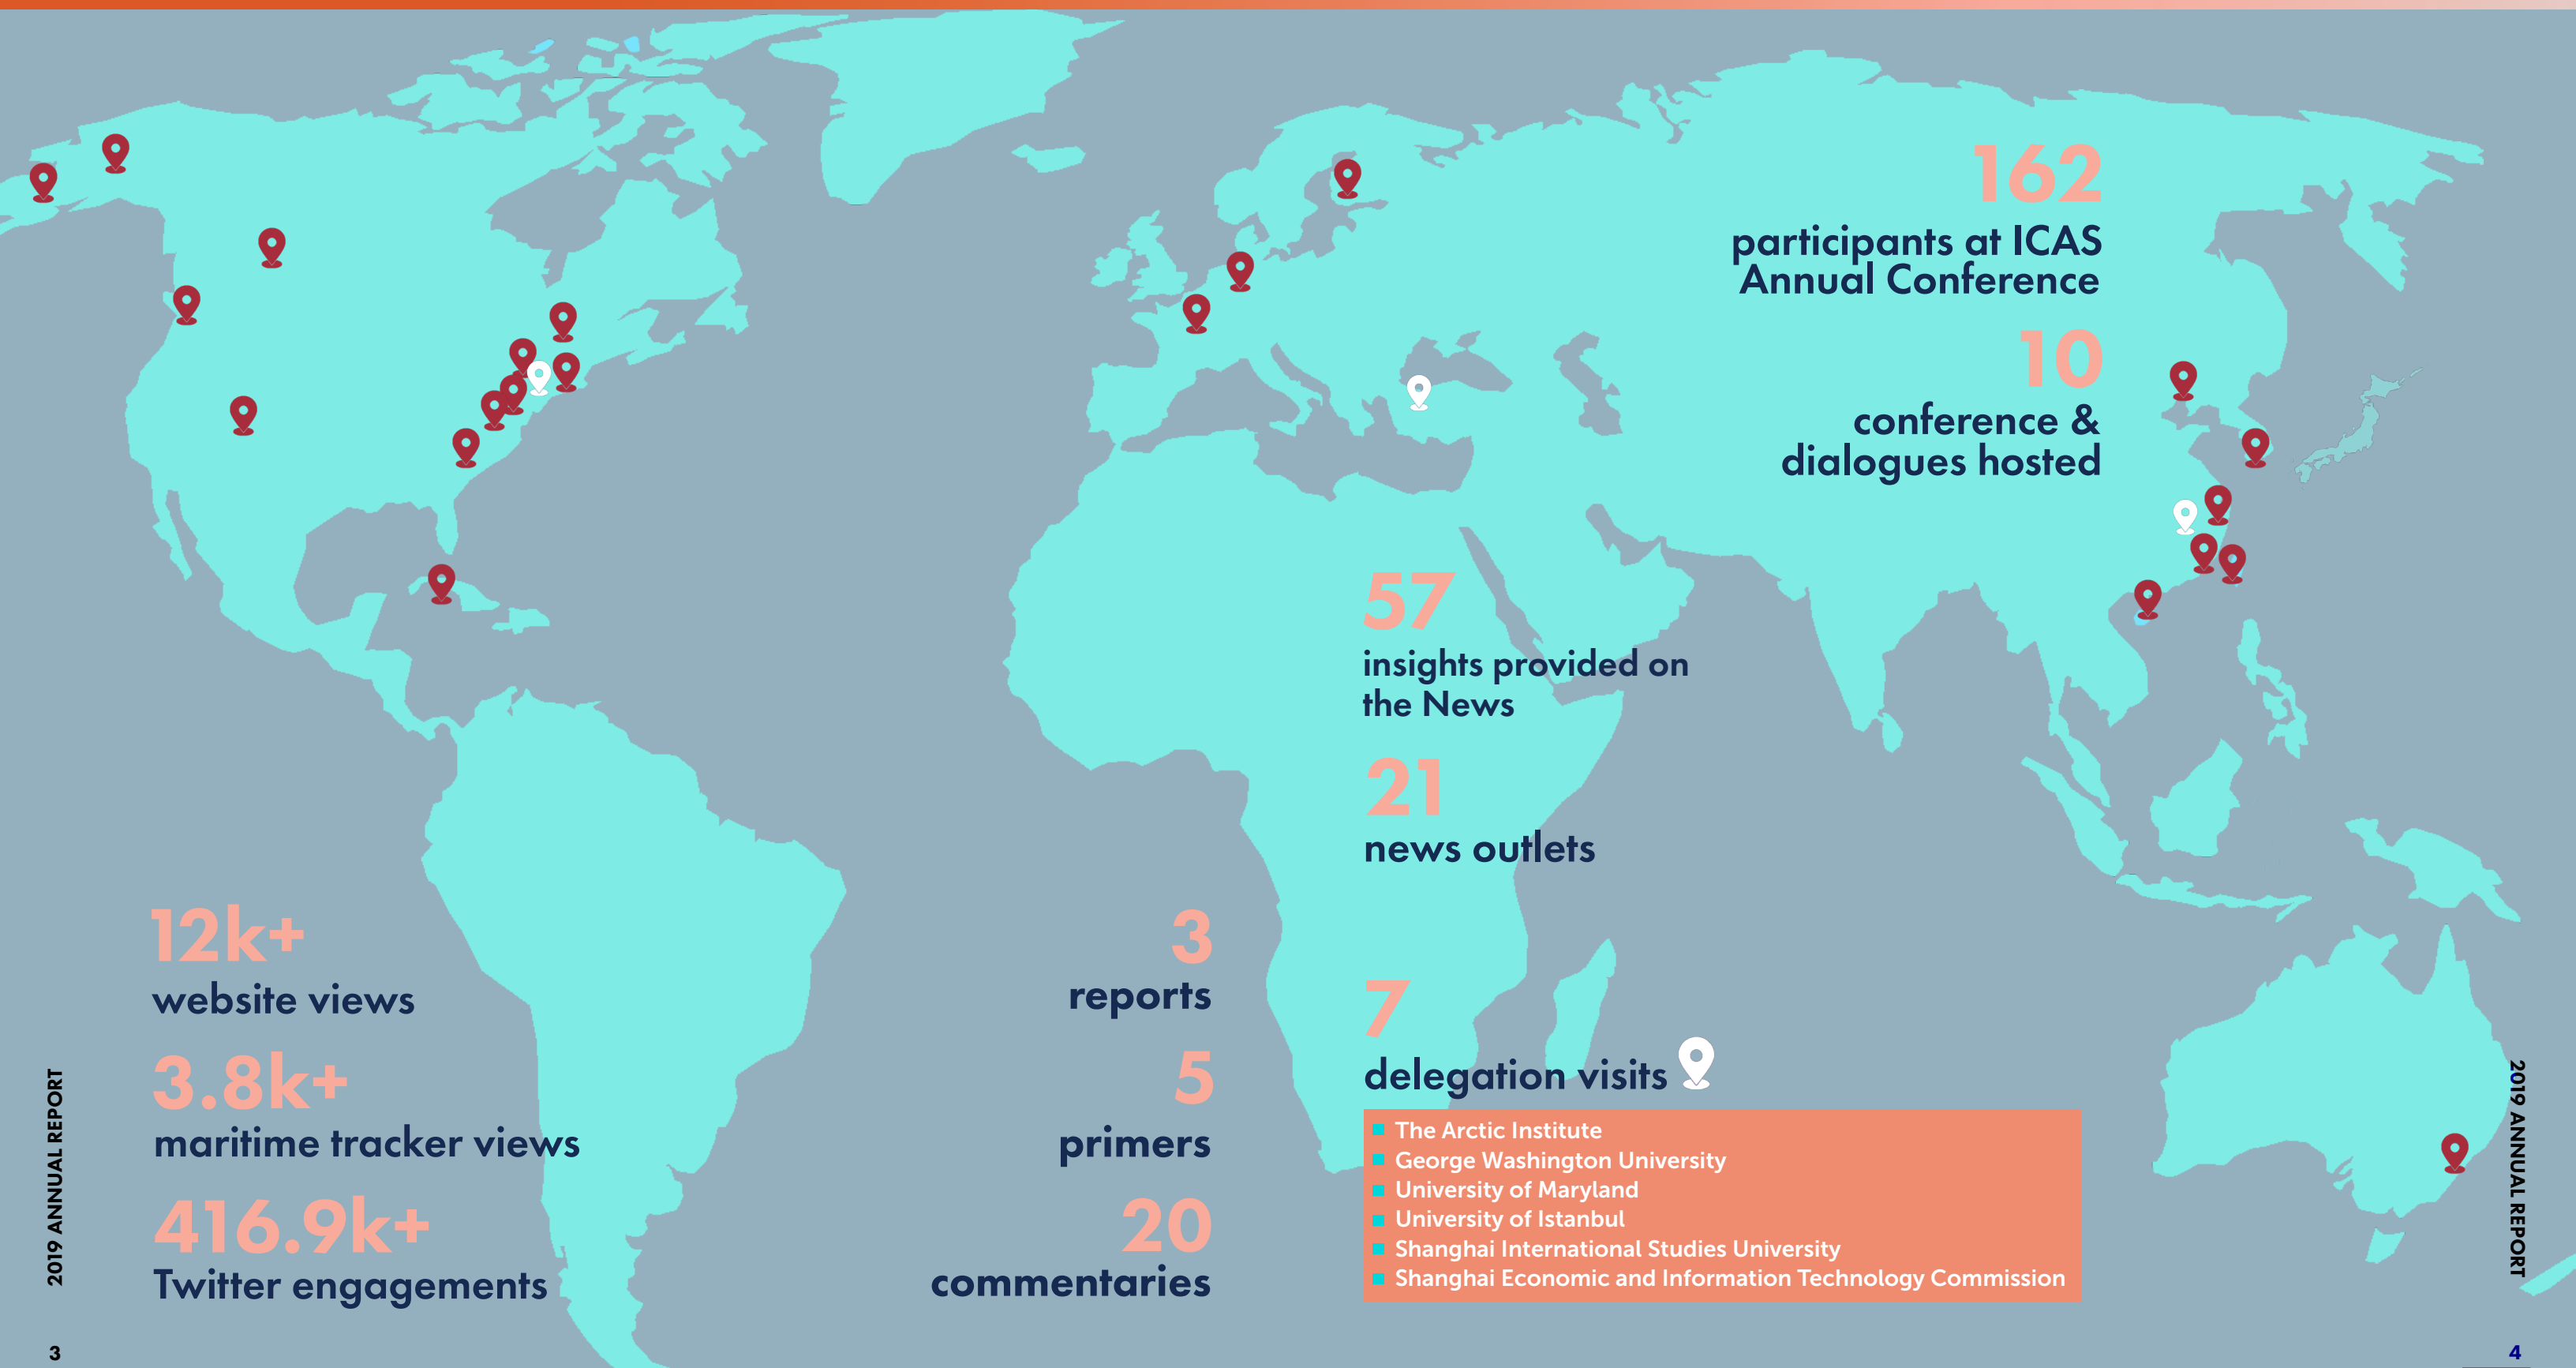 162
participants at ICAS
Annual Conference
10
conference &
dialogues hosted
57
insights provided on
the News
21
news outlets
12k+
website views
3.8k+
maritime tracker views
416.9k+
Twitter engagements
3
reports
5
primers
20
commentaries
7
delegation visits
The Arctic Institute
George Washington University
University of Maryland
University of Istanbul
Shanghai International Studies University
Shanghai Economic and Information Technology Commission
2019 ANNUAL REPORT
3
2019 ANNUAL REPORT
4